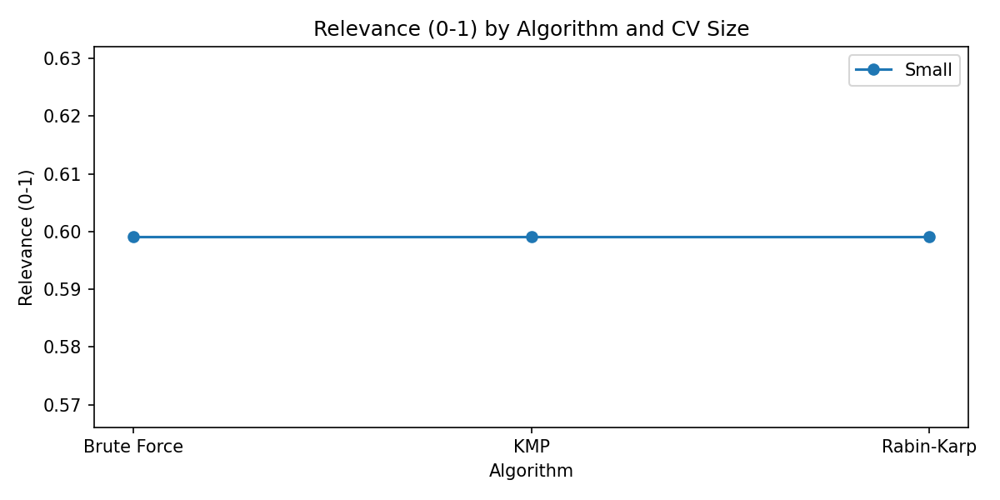 Relevance (0-1) by Algorithm and CV Size
Small
Relevance (0-1)
0.63
0.62
0.61
0.60
0.59
0.58
0.57
Brute Force
KMP
Rabin-Karp
Algorithm